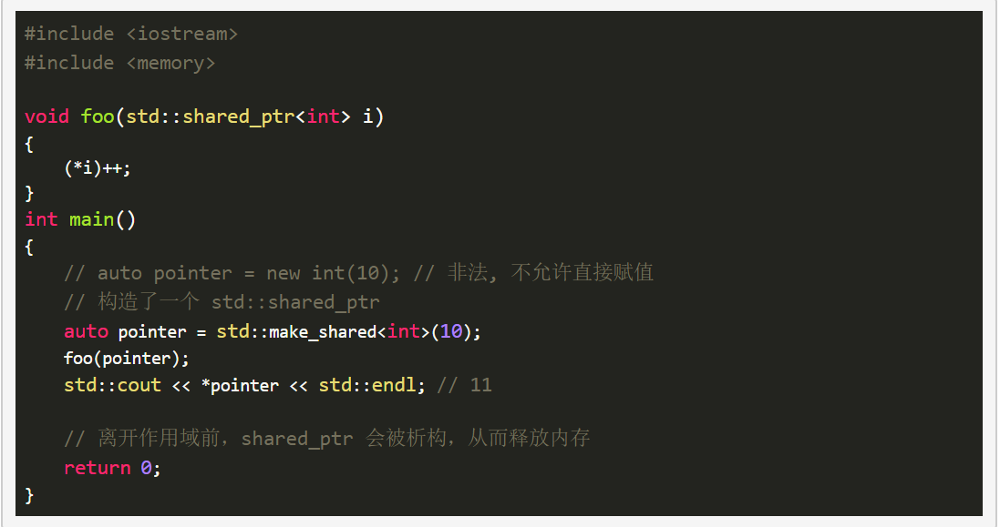 #include <iostream>
#include <memory>
void foo(std::shared_ptr<int> i)
{
(*i)++;
}
int main()
{
// auto pointer = new int(10); // 非法, 不允许直接赋值
// 构造了一个 std::shared_ptr
auto pointer = std::make_shared<int>(10);
foo(pointer);
std::cout << *pointer << std::endl; // 11
// 离开作用域前，shared_ptr 会被析构，从而释放内存
return 0;
}